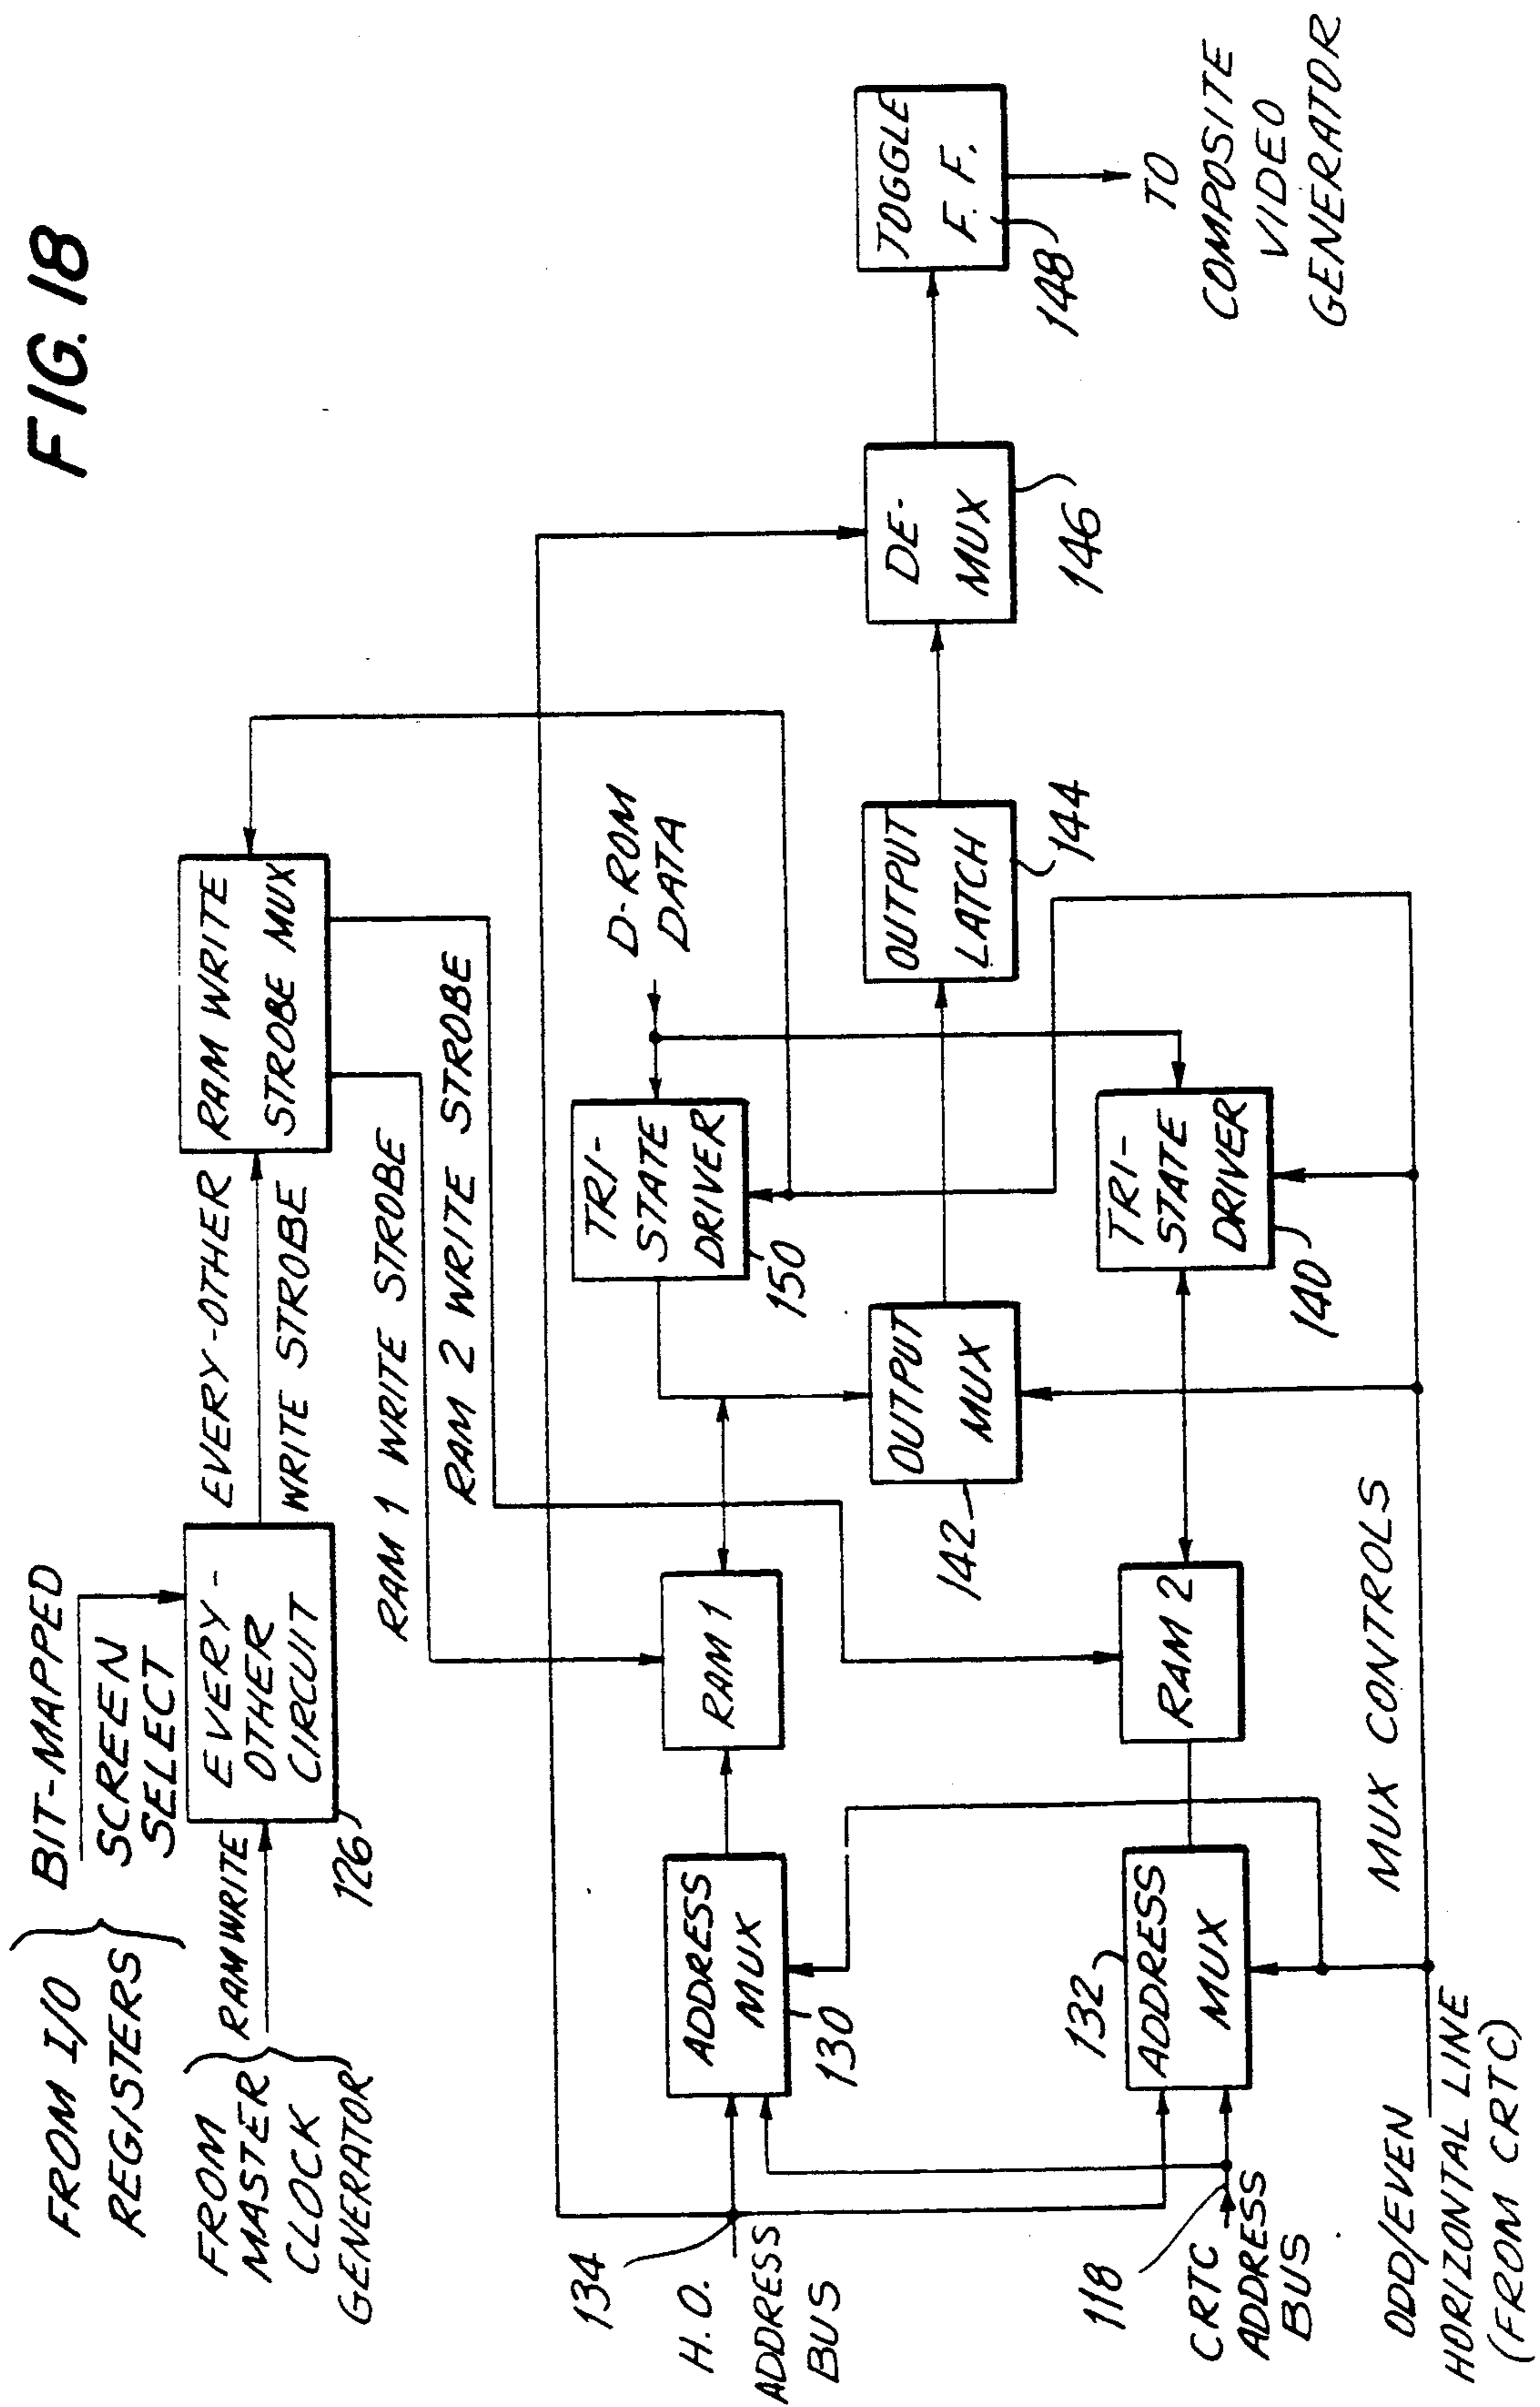 FIG. 18
FROM I/O
REGISTERS
BIT-MAPPED
SCREEN
SELECT
FROM
MASTER
CLOCK
GENERATOR
RAM WRITE
EVERY-
OTHER
CIRCUIT
126
EVERY-OTHER
WRITE STROBE
RAM WRITE
STROBE MUX
RAM 1 WRITE STROBE
RAM 2 WRITE STROBE
D-ROM
DATA
134
H.O.
ADDRESS
BUS
ADDRESS
MUX
130
RAM 1
TRI-
STATE
DRIVER
150
OUTPUT
MUX
142
OUTPUT
LATCH
144
DE-
MUX
146
TOGGLE
F. F.
148
TO
COMPOSITE
VIDEO
GENERATOR
118
CRTC
ADDRESS
BUS
132
ADDRESS
MUX
RAM 2
TRI-
STATE
DRIVER
140
MUX CONTROLS
ODD/EVEN
HORIZONTAL LINE
(FROM CRTC)